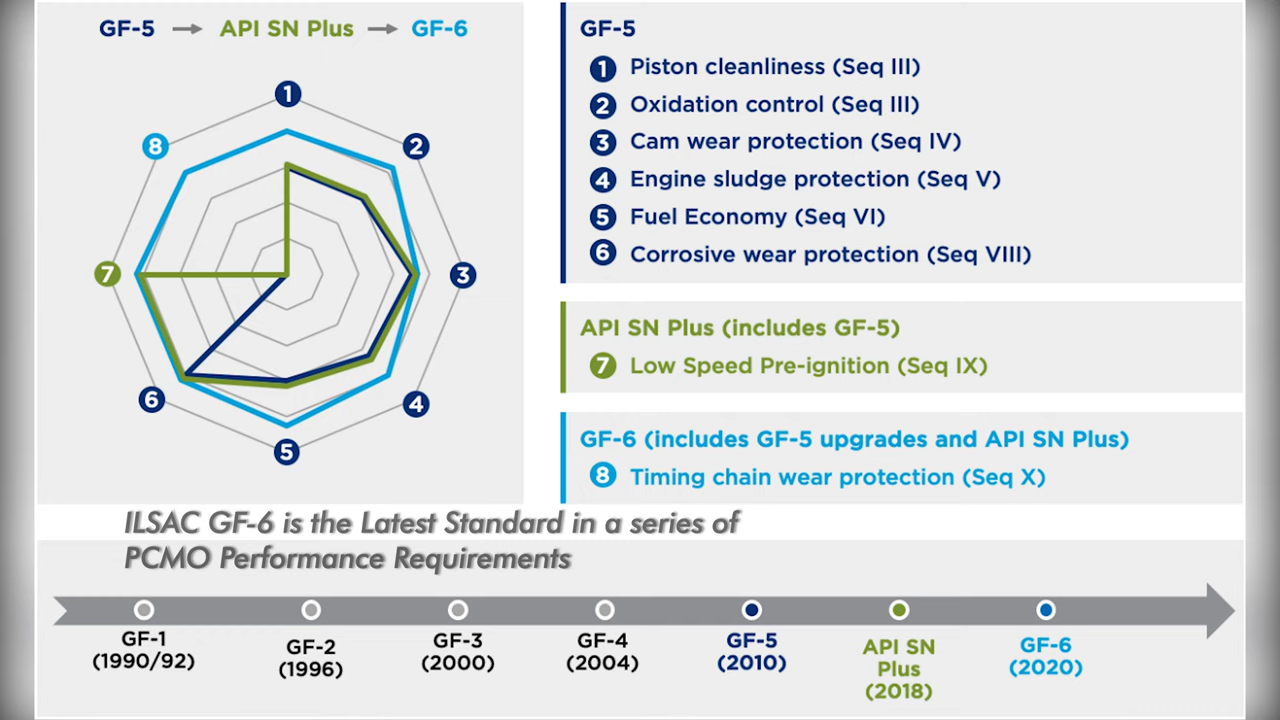 GF-5 → API SN Plus → GF-6
1
2
3
4
5
6
7
8
GF-5
1 Piston cleanliness (Seq III)
2 Oxidation control (Seq III)
3 Cam wear protection (Seq IV)
4 Engine sludge protection (Seq V)
5 Fuel Economy (Seq VI)
6 Corrosive wear protection (Seq VIII)
API SN Plus (includes GF-5)
7 Low Speed Pre-ignition (Seq IX)
GF-6 (includes GF-5 upgrades and API SN Plus)
8 Timing chain wear protection (Seq X)
ILSAC GF-6 is the Latest Standard in a series of
PCMO Performance Requirements
GF-1
(1990/92)
GF-2
(1996)
GF-3
(2000)
GF-4
(2004)
GF-5
(2010)
API SN
Plus
(2018)
GF-6
(2020)